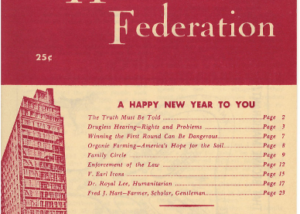 Federation
25¢
A HAPPY NEW YEAR TO YOU
The Truth Must Be Told Page 2
Drugless Hearing—Rights and Problems Page 3
Winning the First Round Can Be Dangerous Page 7
Organic Farming—America's Hope for the Soil Page 8
Family Circle Page 9
Enforcement of the Law Page 12
V. Earl Irons Page 15
Dr. Royal Lee, Humanitarian Page 17
Fred J. Hart—Farmer, Scholar, Gentleman Page 23